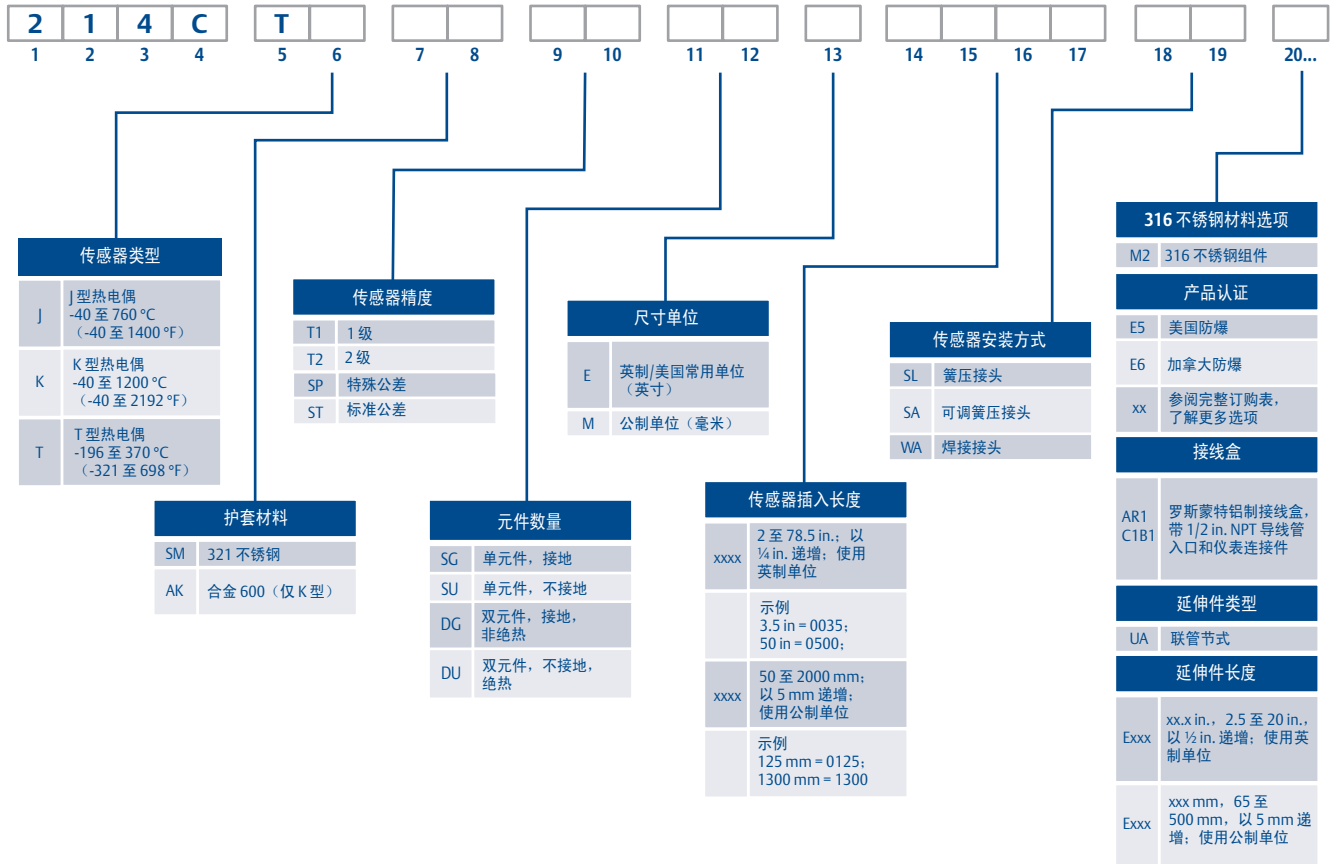 2 1 4 C T
1 2 3 4 5 6 7 8 9 10 11 12 13 14 15 16 17 18 19 20...
传感器类型
J
J 型热电偶
-40 至 760 °C
（-40 至 1400 °F）
K
K 型热电偶
-40 至 1200 °C
（-40 至 2192 °F）
T
T 型热电偶
-196 至 370 °C
（-321 至 698 °F）
护套材料
SM 321 不锈钢
AK 合金 600（仅 K 型）
传感器精度
T1 1 级
T2 2 级
SP 特殊公差
ST 标准公差
元件数量
SG 单元件，接地
SU 单元件，不接地
DG
双元件，接地，
非绝热
DU
双元件，不接地，
绝热
尺寸单位
E
英制/美国常用单位
（英寸）
M 公制单位（毫米）
传感器插入长度
xxxx
2 至 78.5 in.；以
¼ in. 递增；使用
英制单位
示例
3.5 in = 0035；
50 in = 0500；
xxxx
50 至 2000 mm；
以 5 mm 递增；
使用公制单位
示例
125 mm = 0125；
1300 mm = 1300
传感器安装方式
SL 簧压接头
SA 可调簧压接头
WA 焊接接头
316 不锈钢材料选项
M2 316 不锈钢组件
产品认证
E5 美国防爆
E6 加拿大防爆
xx
参阅完整订购表，
了解更多选项
接线盒
AR1
C1B1
罗斯蒙特铝制接线盒，
带 1/2 in. NPT 导线管
入口和仪表连接件
延伸件类型
UA 联管节式
延伸件长度
Exxx
xx.x in.，2.5 至 20 in.，
以 ½ in. 递增；使用英
制单位
Exxx
xxx mm，65 至
500 mm，以 5 mm 递
增；使用公制单位